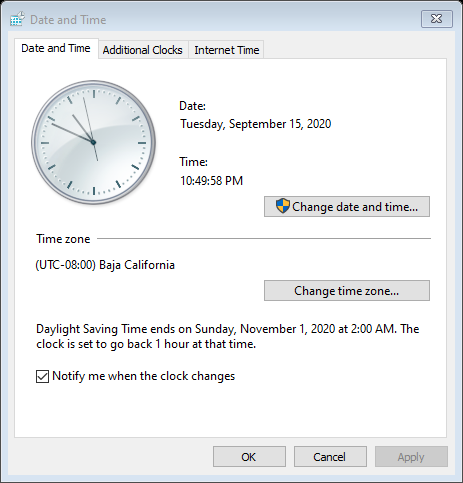 Date and Time
Date and Time
Additional Clocks
Internet Time
Date:
Tuesday, September 15, 2020
Time:
10:49:58 PM
Change date and time...
Time zone
(UTC-08:00) Baja California
Change time zone...
Daylight Saving Time ends on Sunday, November 1, 2020 at 2:00 AM. The
clock is set to go back 1 hour at that time.
Notify me when the clock changes
OK
Cancel
Apply